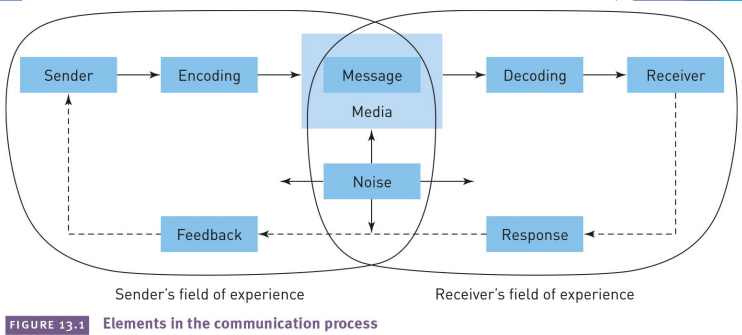 Sender
Encoding
Message
Decoding
Receiver
Media
Noise
Feedback
Response
Sender’s field of experience
Receiver’s field of experience
FIGURE 13.1 Elements in the communication process